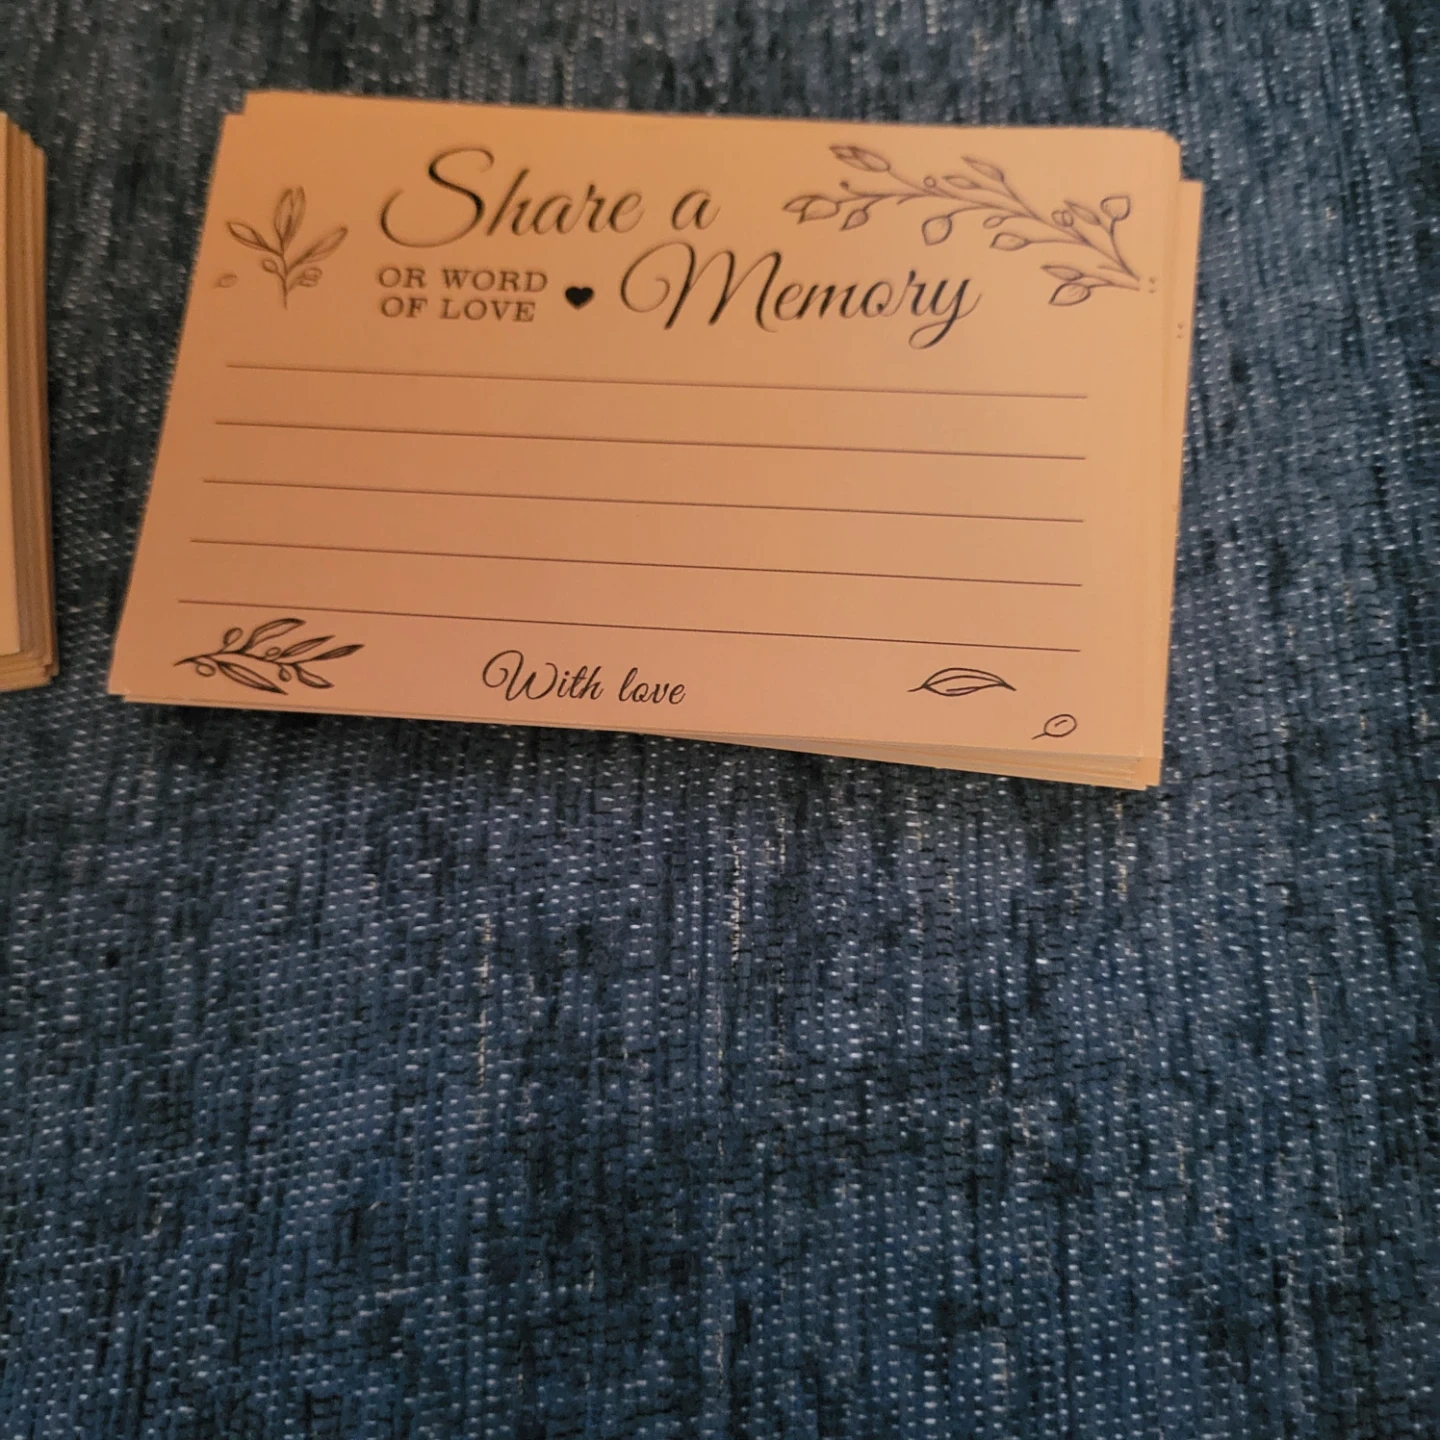 Share a
OR WORD
OF LOVE ♥ Memory
With love